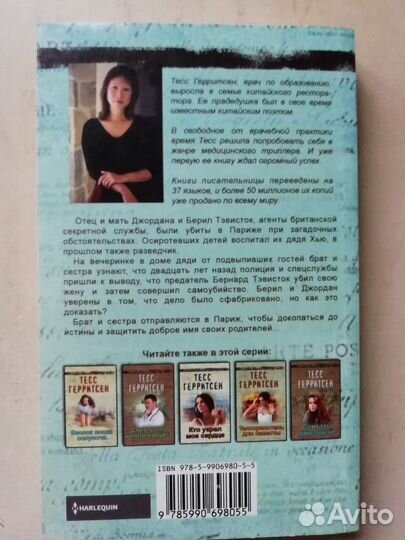 Тесс Герритсен, врач по образованию,
выросла в семье китайского рестора-
тора. Ее прадедушка был в свое время
известным китайским поэтом.
В свободное от врачебной практики
время Тесс решила попробовать себя в
жанре медицинского триллера. И уже
первую ее книгу ждал огромный успех.
Книги писательницы переведены на
37 языков, и более 50 миллионов их копий
уже продано по всему миру.
Отец и мать Джордана и Берил Тэвисток, агенты британской
секретной службы, были убиты в Париже при загадочных
обстоятельствах. Осиротевших детей воспитал их дядя Хью, в
прошлом также разведчик.
На вечеринке в доме дяди от подвыпивших гостей брат и
сестра узнают, что двадцать лет назад полиция и спецслужбы
пришли к выводу, что предатель Бернард Тэвисток убил свою
жену и затем совершил самоубийство. Берил и Джордан
уверены в том, что дело было сфабриковано, но как это
доказать?
Брат и сестра отправляются в Париж, чтобы докопаться до
истины и защитить доброе имя своих родителей...
Читайте также в этой серии:
ТЕСС
ГЕРРИТСЕН
Звонок после
полуночи
ТЕСС
ГЕРРИТСЕН
ТЕСС
ГЕРРИТСЕН
Кто украл
мое сердце
ТЕСС
ГЕРРИТСЕН
Телохранитель
для невесты
ТЕСС
ГЕРРИТСЕН
ISBN 978-5-9906980-5-5
9 785990 698055
HARLEQUIN
Avito